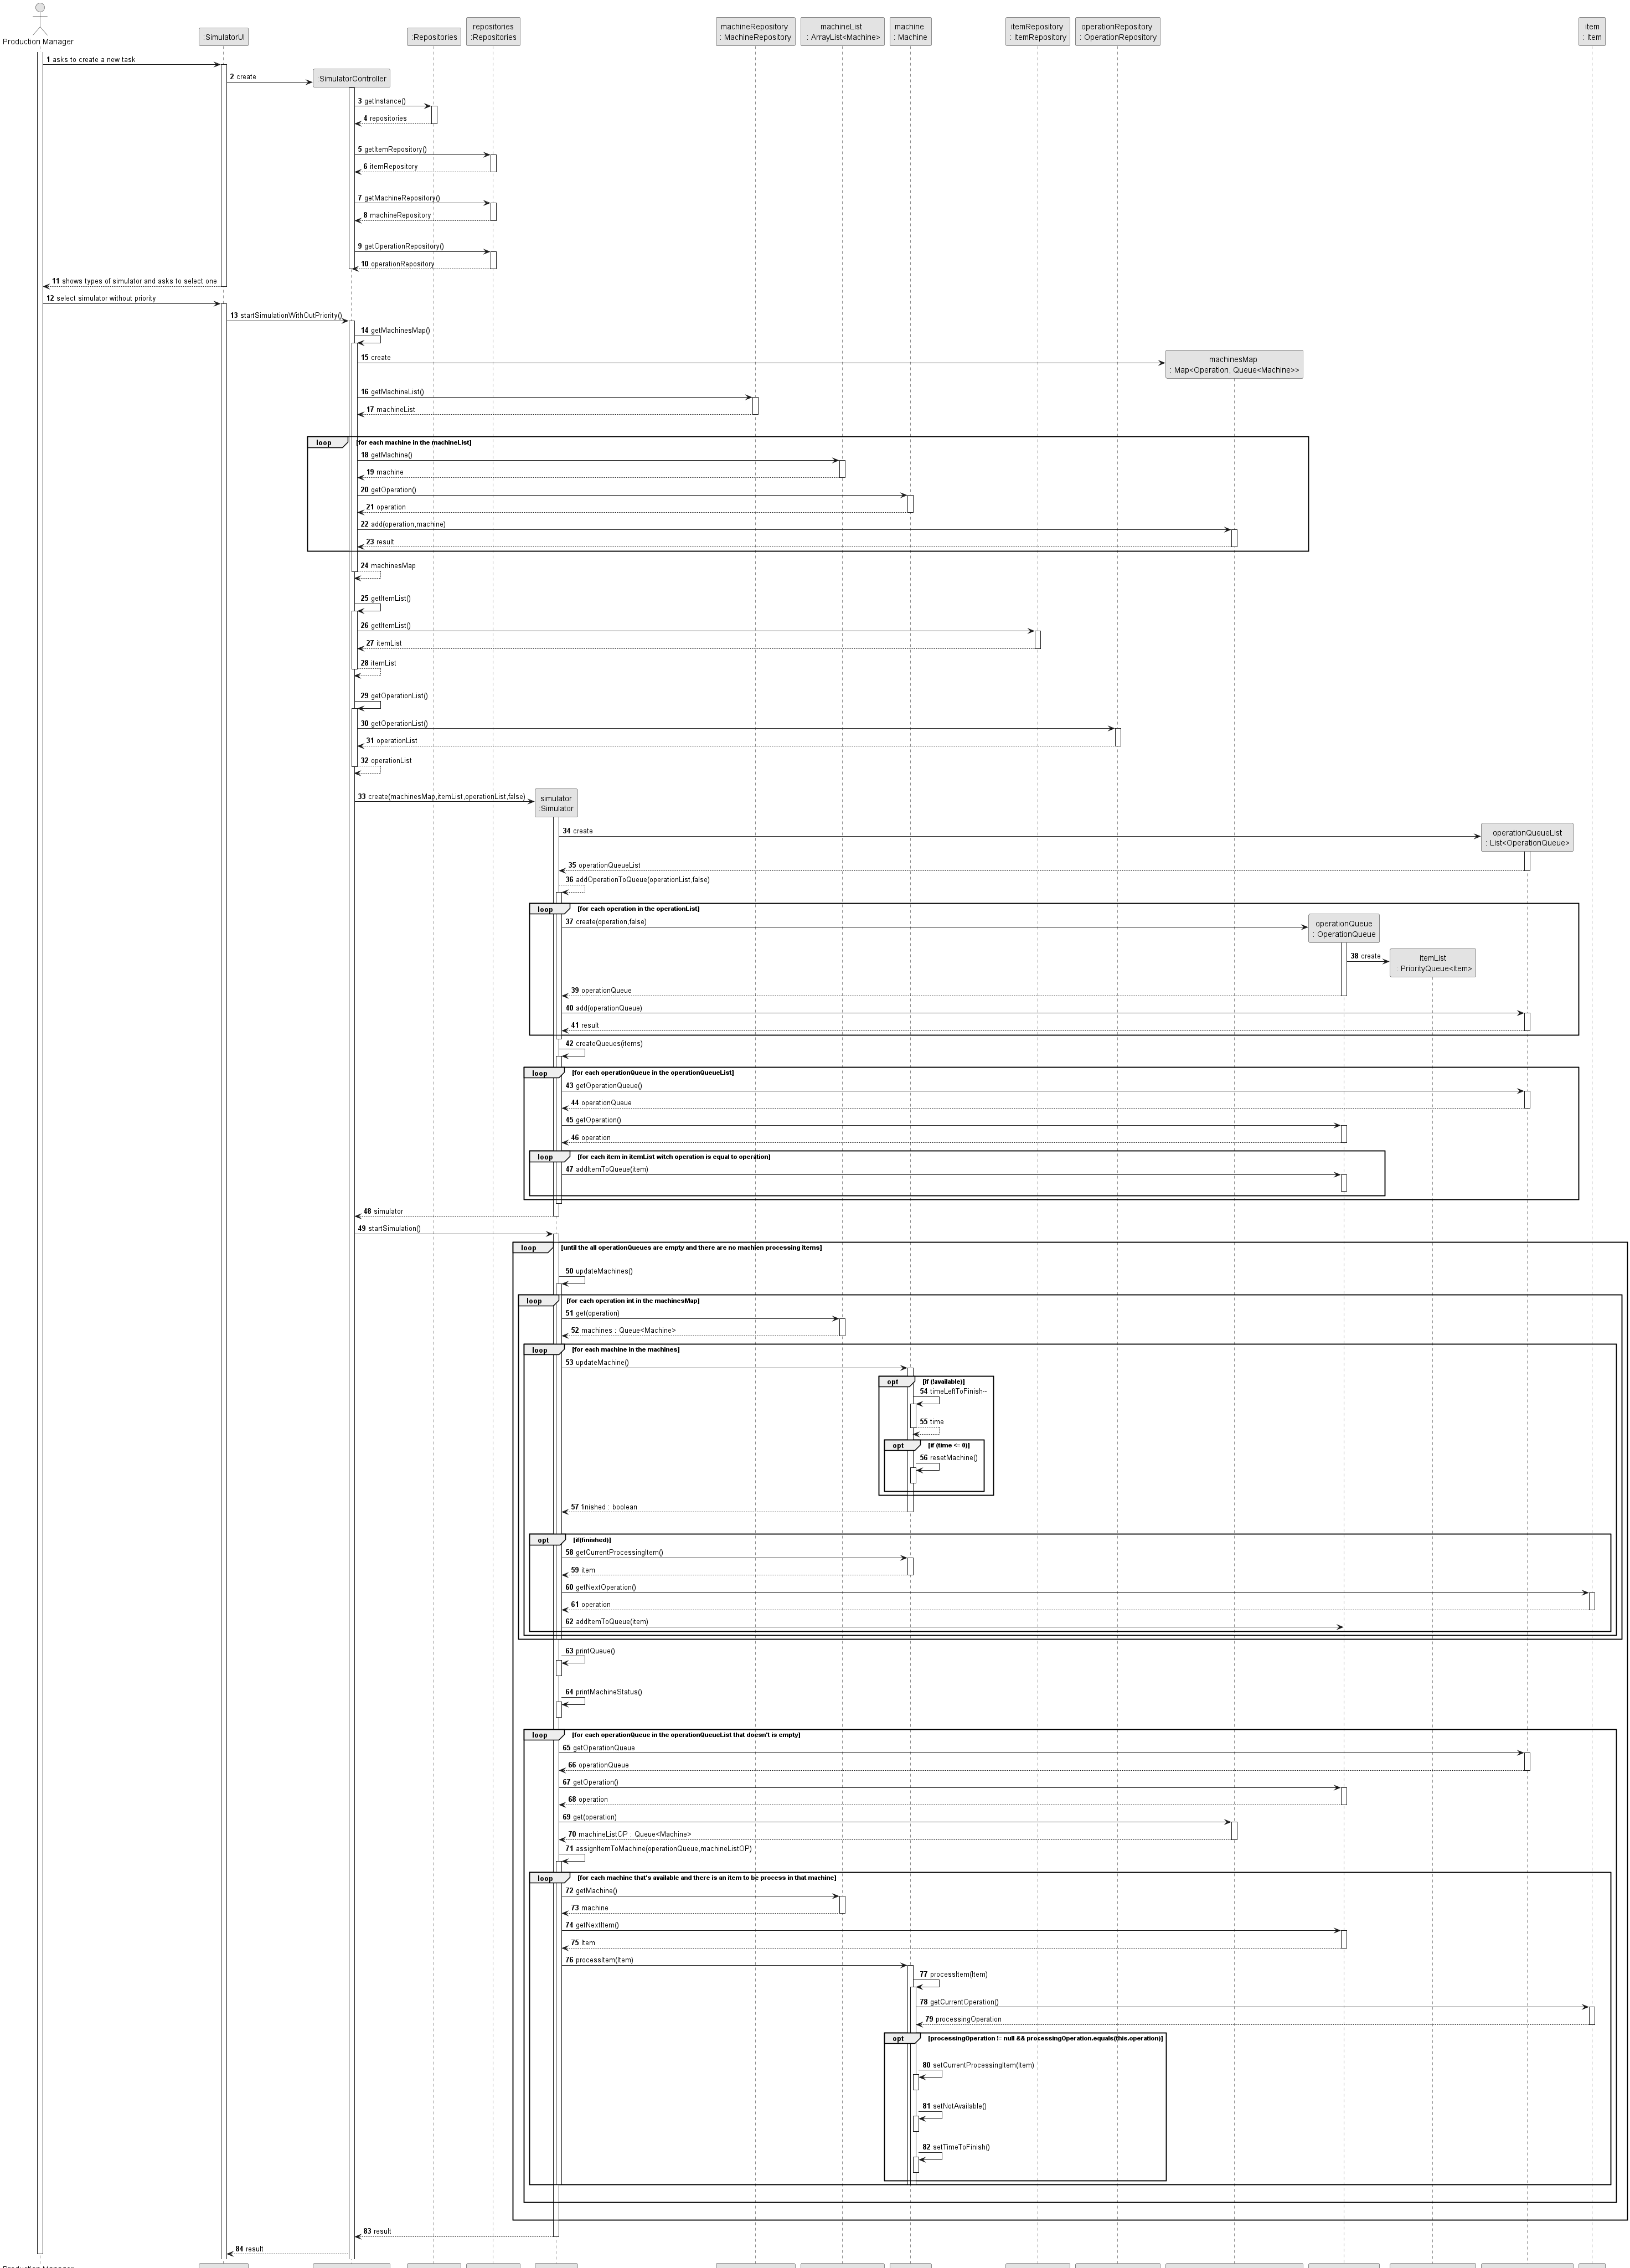 Production Manager
:SimulatorUI
:Repositories
repositories
:Repositories
machineRepository
: MachineRepository
machineList
: ArrayList<Machine>
machine
: Machine
itemRepository
: ItemRepository
operationRepository
: OperationRepository
item
: Item
1 asks to create a new task
2 create
:SimulatorController
3 getInstance()
4 repositories
5 getItemRepository()
6 itemRepository
7 getMachineRepository()
8 machineRepository
9 getOperationRepository()
10 operationRepository
11 shows types of simulator and asks to select one
12 select simulator without priority
13 startSimulationWithOutPriority()
14 getMachinesMap()
15 create
machinesMap
: Map<Operation, Queue<Machine>>
16 getMachineList()
17 machineList
loop [for each machine in the machineList]
18 getMachine()
19 machine
20 getOperation()
21 operation
22 add(operation,machine)
23 result
24 machinesMap
25 getItemList()
26 getItemList()
27 itemList
28 itemList
29 getOperationList()
30 getOperationList()
31 operationList
32 operationList
33 create(machinesMap,itemList,operationList,false)
simulator
:Simulator
34 create
operationQueueList
: List<OperationQueue>
35 operationQueueList
36 addOperationToQueue(operationList,false)
loop [for each operation in the operationList]
37 create(operation,false)
operationQueue
: OperationQueue
38 create
itemList
: PriorityQueue<Item>
39 operationQueue
40 add(operationQueue)
41 result
42 createQueues(items)
loop [for each operationQueue in the operationQueueList]
43 getOperationQueue()
44 operationQueue
45 getOperation()
46 operation
loop [for each item in itemList witch operation is equal to operation]
47 addItemToQueue(item)
48 simulator
49 startSimulation()
loop [until the all operationQueues are empty and there are no machien processing items]
50 updateMachines()
loop [for each operation int in the machinesMap]
51 get(operation)
52 machines : Queue<Machine>
loop [for each machine in the machines]
53 updateMachine()
opt [if (!available)]
54 timeLeftToFinish--
55 time
opt [if (time <= 0)]
56 resetMachine()
57 finished : boolean
opt [if(finished)]
58 getCurrentProcessingItem()
59 item
60 getNextOperation()
61 operation
62 addItemToQueue(item)
63 printQueue()
64 printMachineStatus()
loop [for each operationQueue in the operationQueueList that doesn't is empty]
65 getOperationQueue
66 operationQueue
67 getOperation()
68 operation
69 get(operation)
70 machineListOP : Queue<Machine>
71 assignItemToMachine(operationQueue,machineListOP)
loop [for each machine that's available and there is an item to be process in that machine]
72 getMachine()
73 machine
74 getNextItem()
75 Item
76 processItem(Item)
77 processItem(Item)
78 getCurrentOperation()
79 processingOperation
opt [processingOperation != null && processingOperation.equals(this.operation)]
80 setCurrentProcessingItem(Item)
81 setNotAvailable()
82 setTimeToFinish()
83 result
84 result